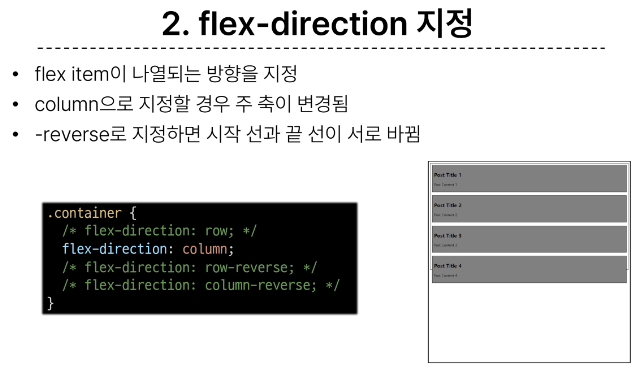 2. flex-direction 지정
• flex item이 나열되는 방향을 지정
• column으로 지정할 경우 주 축이 변경됨
• -reverse로 지정하면 시작 선과 끝 선이 서로 바뀜
.container {
/* flex-direction: row; */
flex-direction: column;
/* flex-direction: row-reverse; */
/* flex-direction: column-reverse; */
}
Post Title 1
Post Content 1
Post Title 2
Post Content 2
Post Title 3
Post Content 3
Post Title 4
Post Content 4